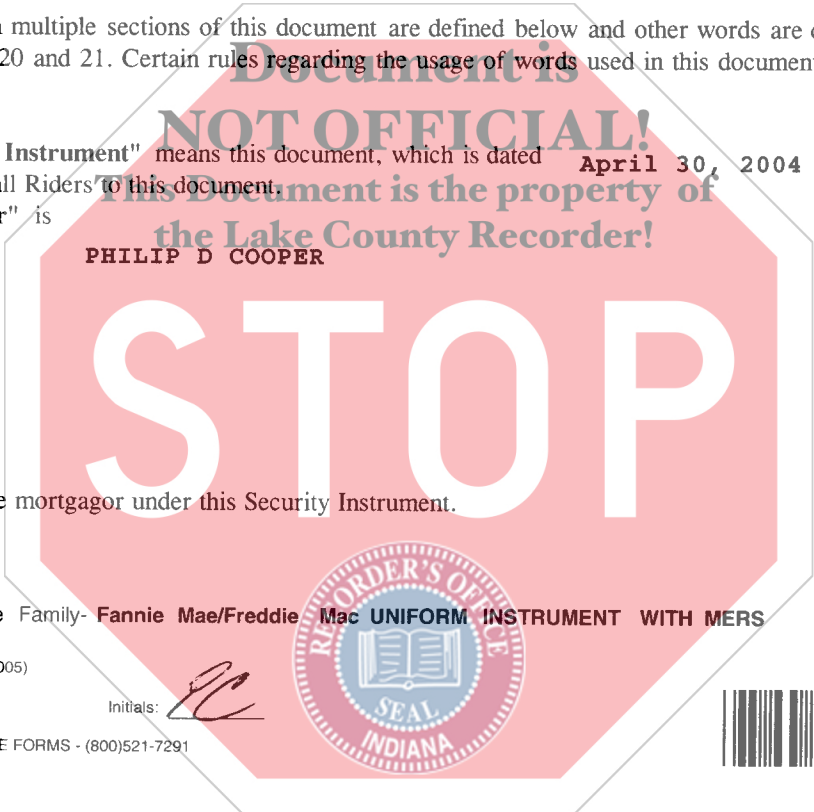 multiple sections of this document are defined below and other words are
20 and 21. Certain rules regarding the usage of words used in this document
Document is
NOT OFFICIAL!
Instrument" means this document, which is dated April 30, 2004
all Riders to this document.
This Document is the property of
r" is
the Lake County Recorder!
PHILIP D COOPER
STOP
mortgagor under this Security Instrument.
RECORDER'S OFFICE
Family- Fannie Mae/Freddie Mac UNIFORM INSTRUMENT WITH MERS
005)
SEAL
Initials: PC
INDIANA
E FORMS - (800)521-7291